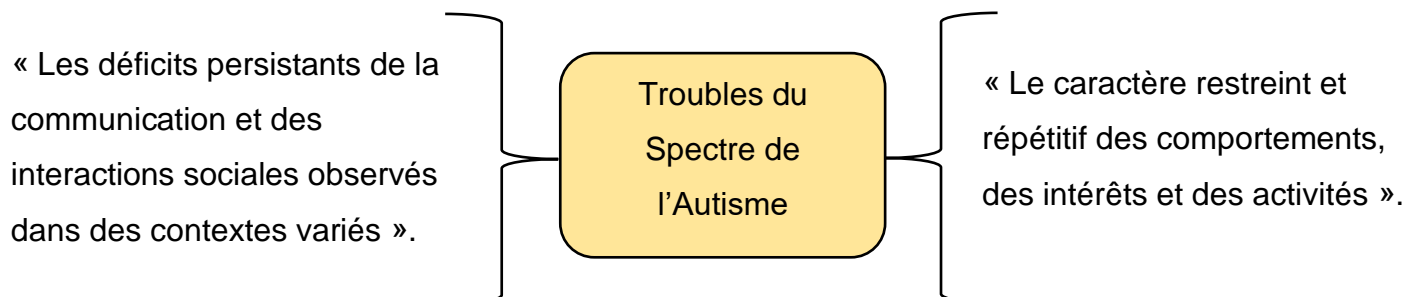 « Les déficits persistants de la
communication et des
interactions sociales observés
dans des contextes variés ».
Troubles du
Spectre de
l’Autisme
« Le caractère restreint et
répétitif des comportements,
des intérêts et des activités ».